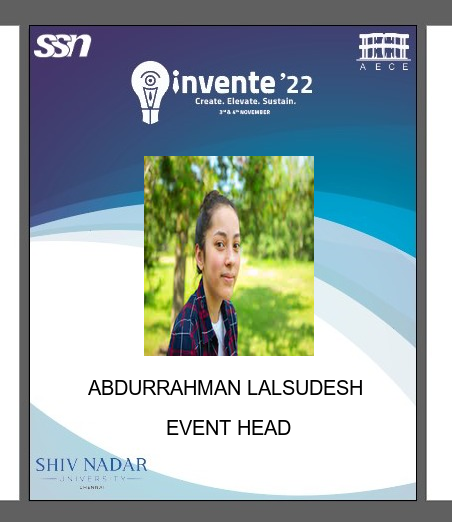 ssn
AECE
invente '22
Create. Elevate. Sustain.
3rd & 4th NOVEMBER
ABDURRAHMAN LALSUDESH
EVENT HEAD
SHIV NADAR
UNIVERSITY
CHENNAI